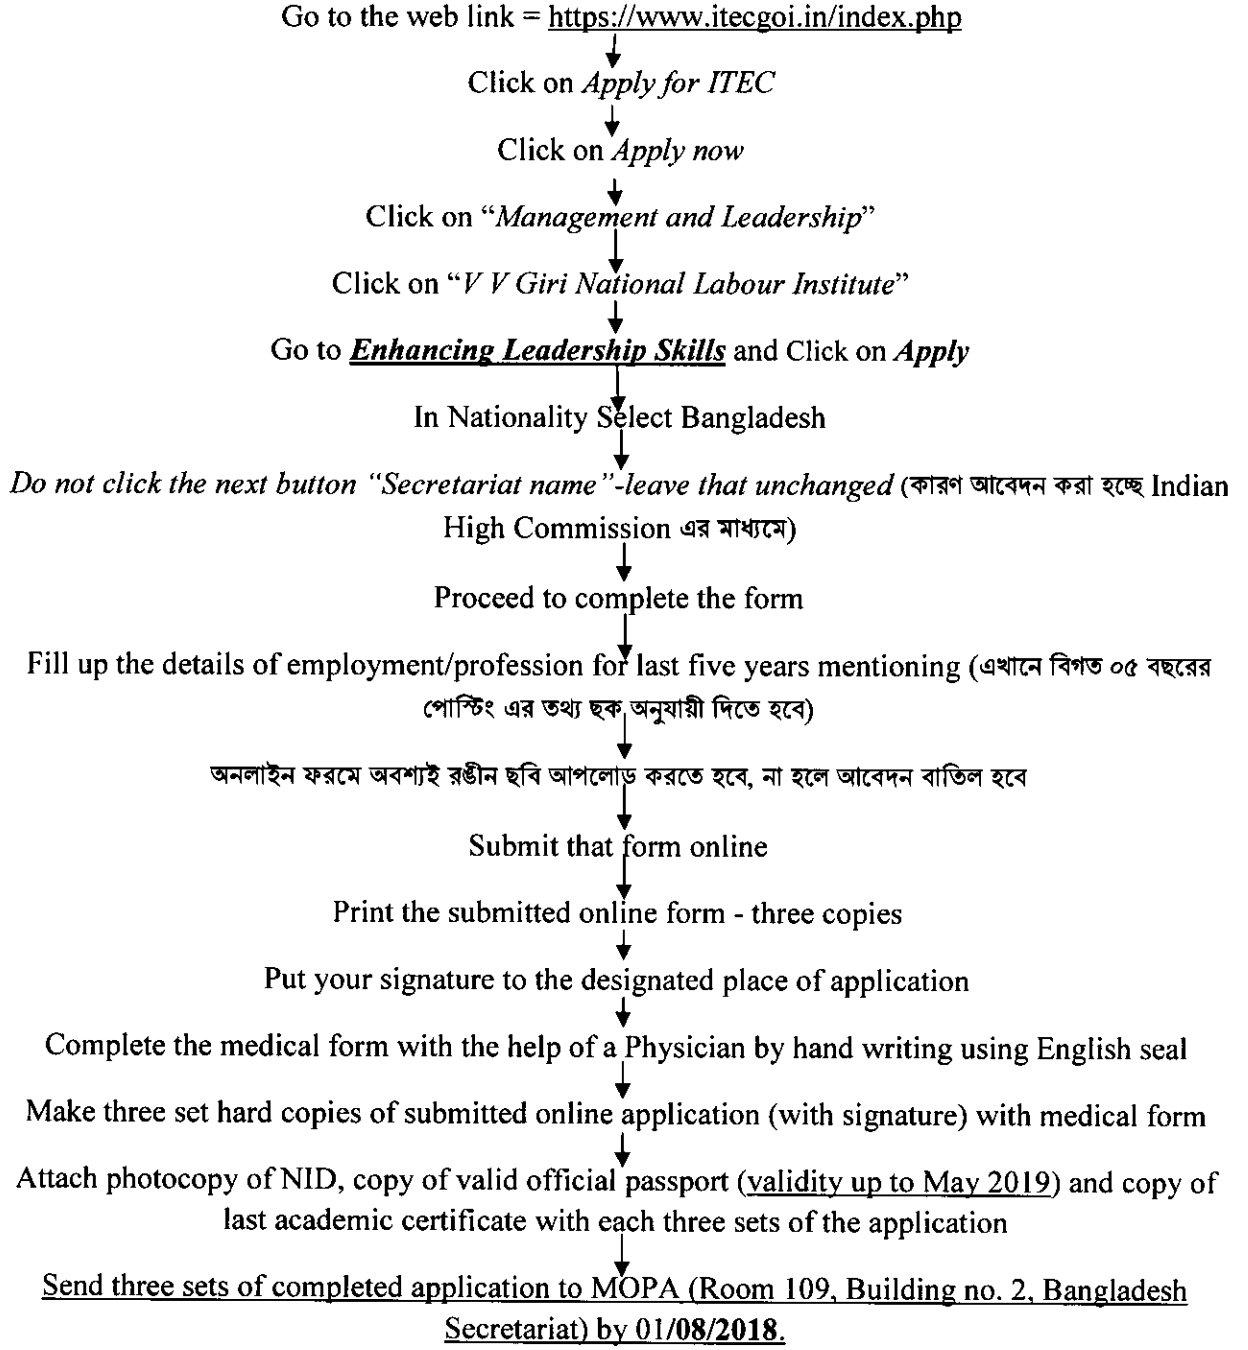 Go to the web link = https://www.itecgoi.in/index.php
Click on Apply for ITEC
Click on Apply now
Click on “Management and Leadership”
Click on “V V Giri National Labour Institute”
Go to Enhancing Leadership Skills and Click on Apply
In Nationality Select Bangladesh
Do not click the next button “Secretariat name”-leave that unchanged (কারণ আবেদন করা হচ্ছে Indian
High Commission এর মাধ্যমে)
Proceed to complete the form
Fill up the details of employment/profession for last five years mentioning (এখানে বিগত ০৫ বছরের
পোস্টিং এর তথ্য ছক অনুযায়ী দিতে হবে)
অনলাইন ফরমে অবশ্যই রঙীন ছবি আপলোড করতে হবে, না হলে আবেদন বাতিল হবে
Submit that form online
Print the submitted online form - three copies
Put your signature to the designated place of application
Complete the medical form with the help of a Physician by hand writing using English seal
Make three set hard copies of submitted online application (with signature) with medical form
Attach photocopy of NID, copy of valid official passport (validity up to May 2019) and copy of
last academic certificate with each three sets of the application
Send three sets of completed application to MOPA (Room 109, Building no. 2, Bangladesh
Secretariat) by 01/08/2018.